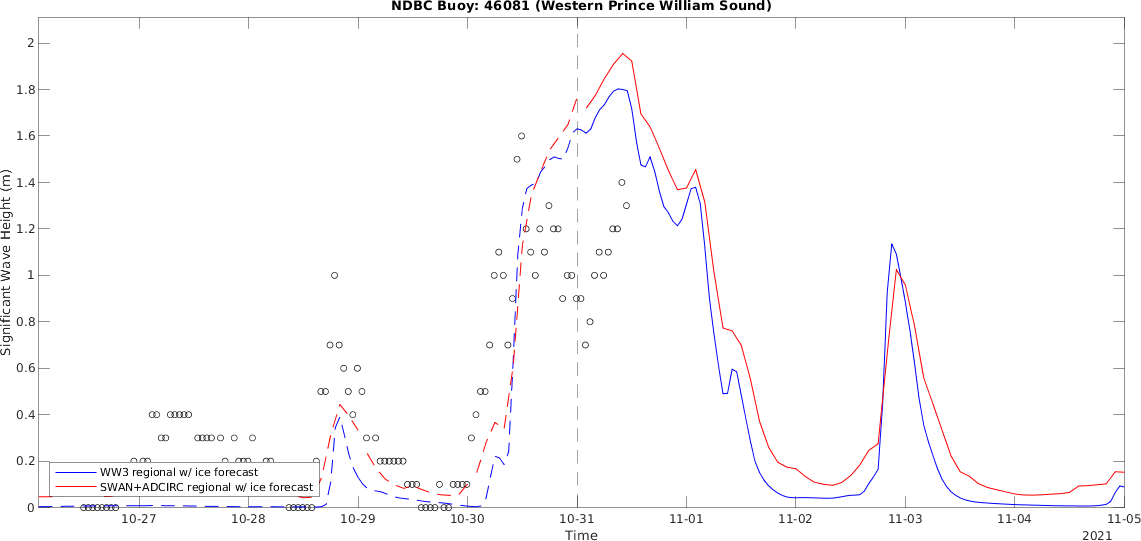 NDBC Buoy: 46081 (Western Prince William Sound)
Significant Wave Height (m)
2
1.8
1.6
1.4
1.2
1
0.8
0.6
0.4
0.2
0
WW3 regional w/ ice forecast
SWAN+ADCIRC regional w/ ice forecast
10-27 10-28 10-29 10-30 10-31 11-01 11-02 11-03 11-04 11-05
Time
2021